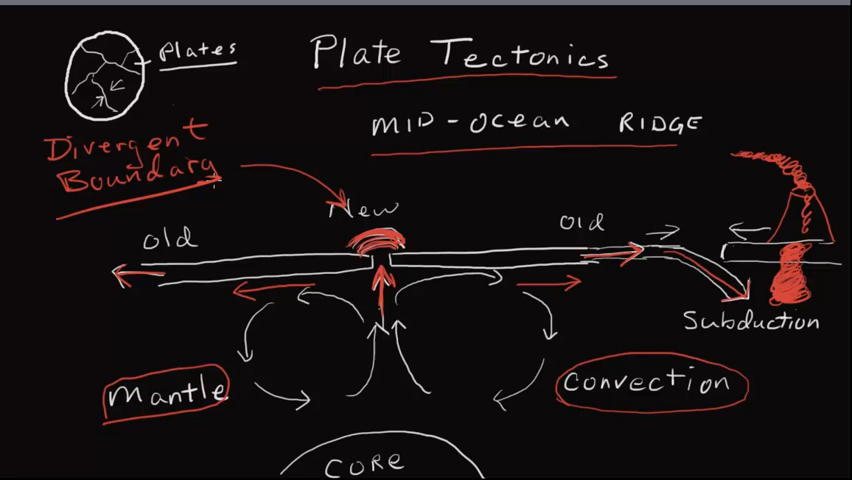 Plates
Plate Tectonics
MID-Ocean RIDGE
Divergent
Boundary
New
old
old
Subduction
Mantle
Convection
CORE